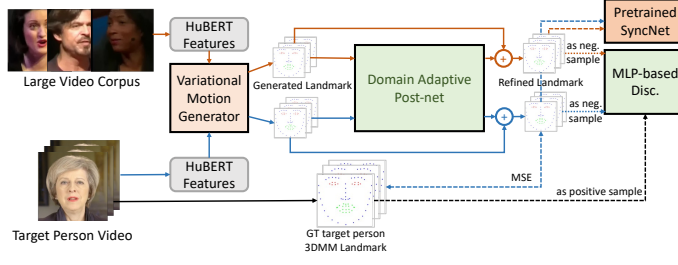 HuBERT
Features
Large Video Corpus
Variational
Motion
Generator
Generated Landmark
Domain Adaptive
Post-net
Refined Landmark
as neg.
sample
Pretrained
SyncNet
MLP-based
Disc.
as neg.
sample
HuBERT
Features
MSE
as positive sample
Target Person Video
GT target person
3DMM Landmark